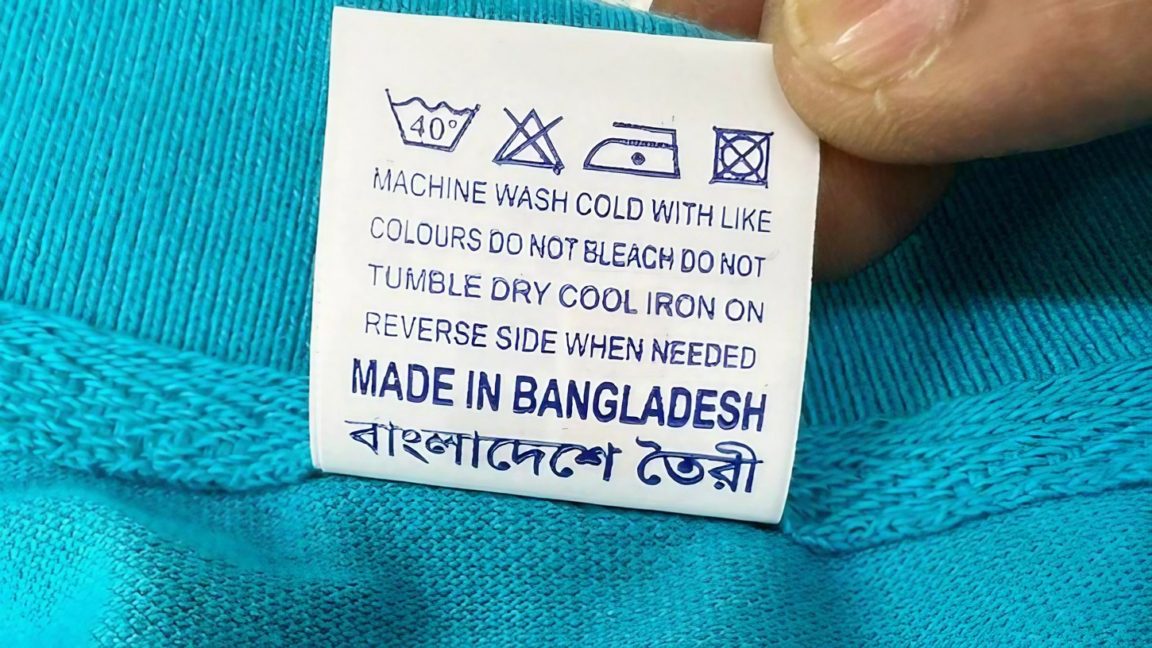 40°
MACHINE WASH COLD WITH LIKE
COLOURS DO NOT BLEACH DO NOT
TUMBLE DRY COOL IRON ON
REVERSE SIDE WHEN NEEDED
MADE IN BANGLADESH
বাংলাদেশে তৈরী